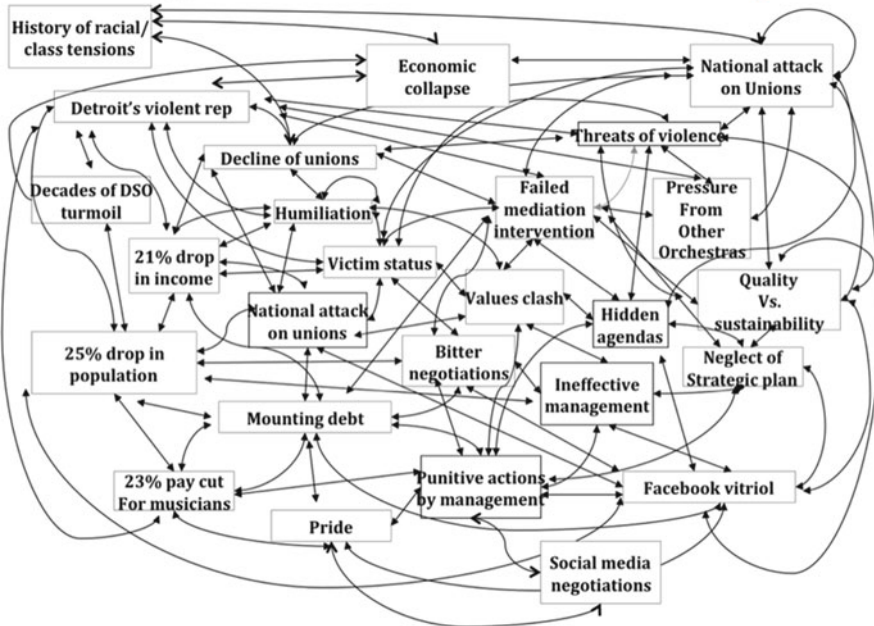 History of racial/
class tensions
Economic
collapse
National attack
on Unions
Detroit's violent rep
Threats of violence
Decline of unions
Decades of DSO
turmoil
Humiliation
Failed
mediation
intervention
Pressure
From
Other
Orchestras
21% drop
in income
Victim status
Values clash
Quality
Vs.
sustainability
National attack
on unions
Hidden
agendas
25% drop in
population
Bitter
negotiations
Neglect of
Strategic plan
Ineffective
management
Mounting debt
23% pay cut
For musicians
Punitive actions
by management
Facebook vitriol
Pride
Social media
negotiations